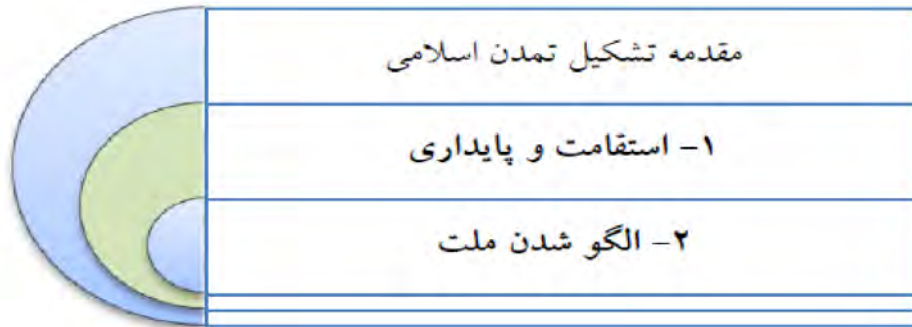 مقدمه تشکیل تمدن اسلامی
۱- استقامت و پایداری
۲- الگو شدن ملت